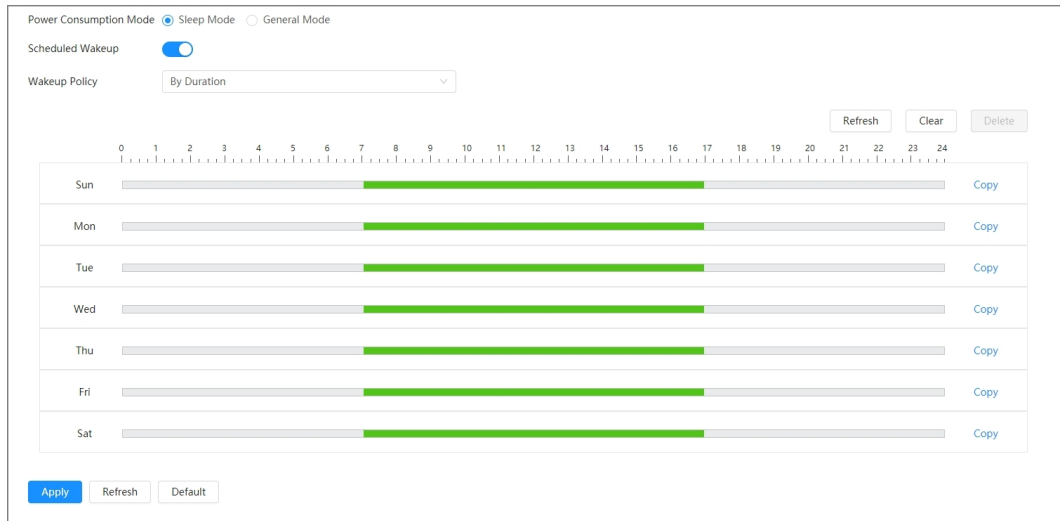 Power Consumption Mode Sleep Mode General Mode
Scheduled Wakeup
Wakeup Policy By Duration
Refresh Clear Delete
0 1 2 3 4 5 6 7 8 9 10 11 12 13 14 15 16 17 18 19 20 21 22 23 24
Sun Copy
Mon Copy
Tue Copy
Wed Copy
Thu Copy
Fri Copy
Sat Copy
Apply Refresh Default